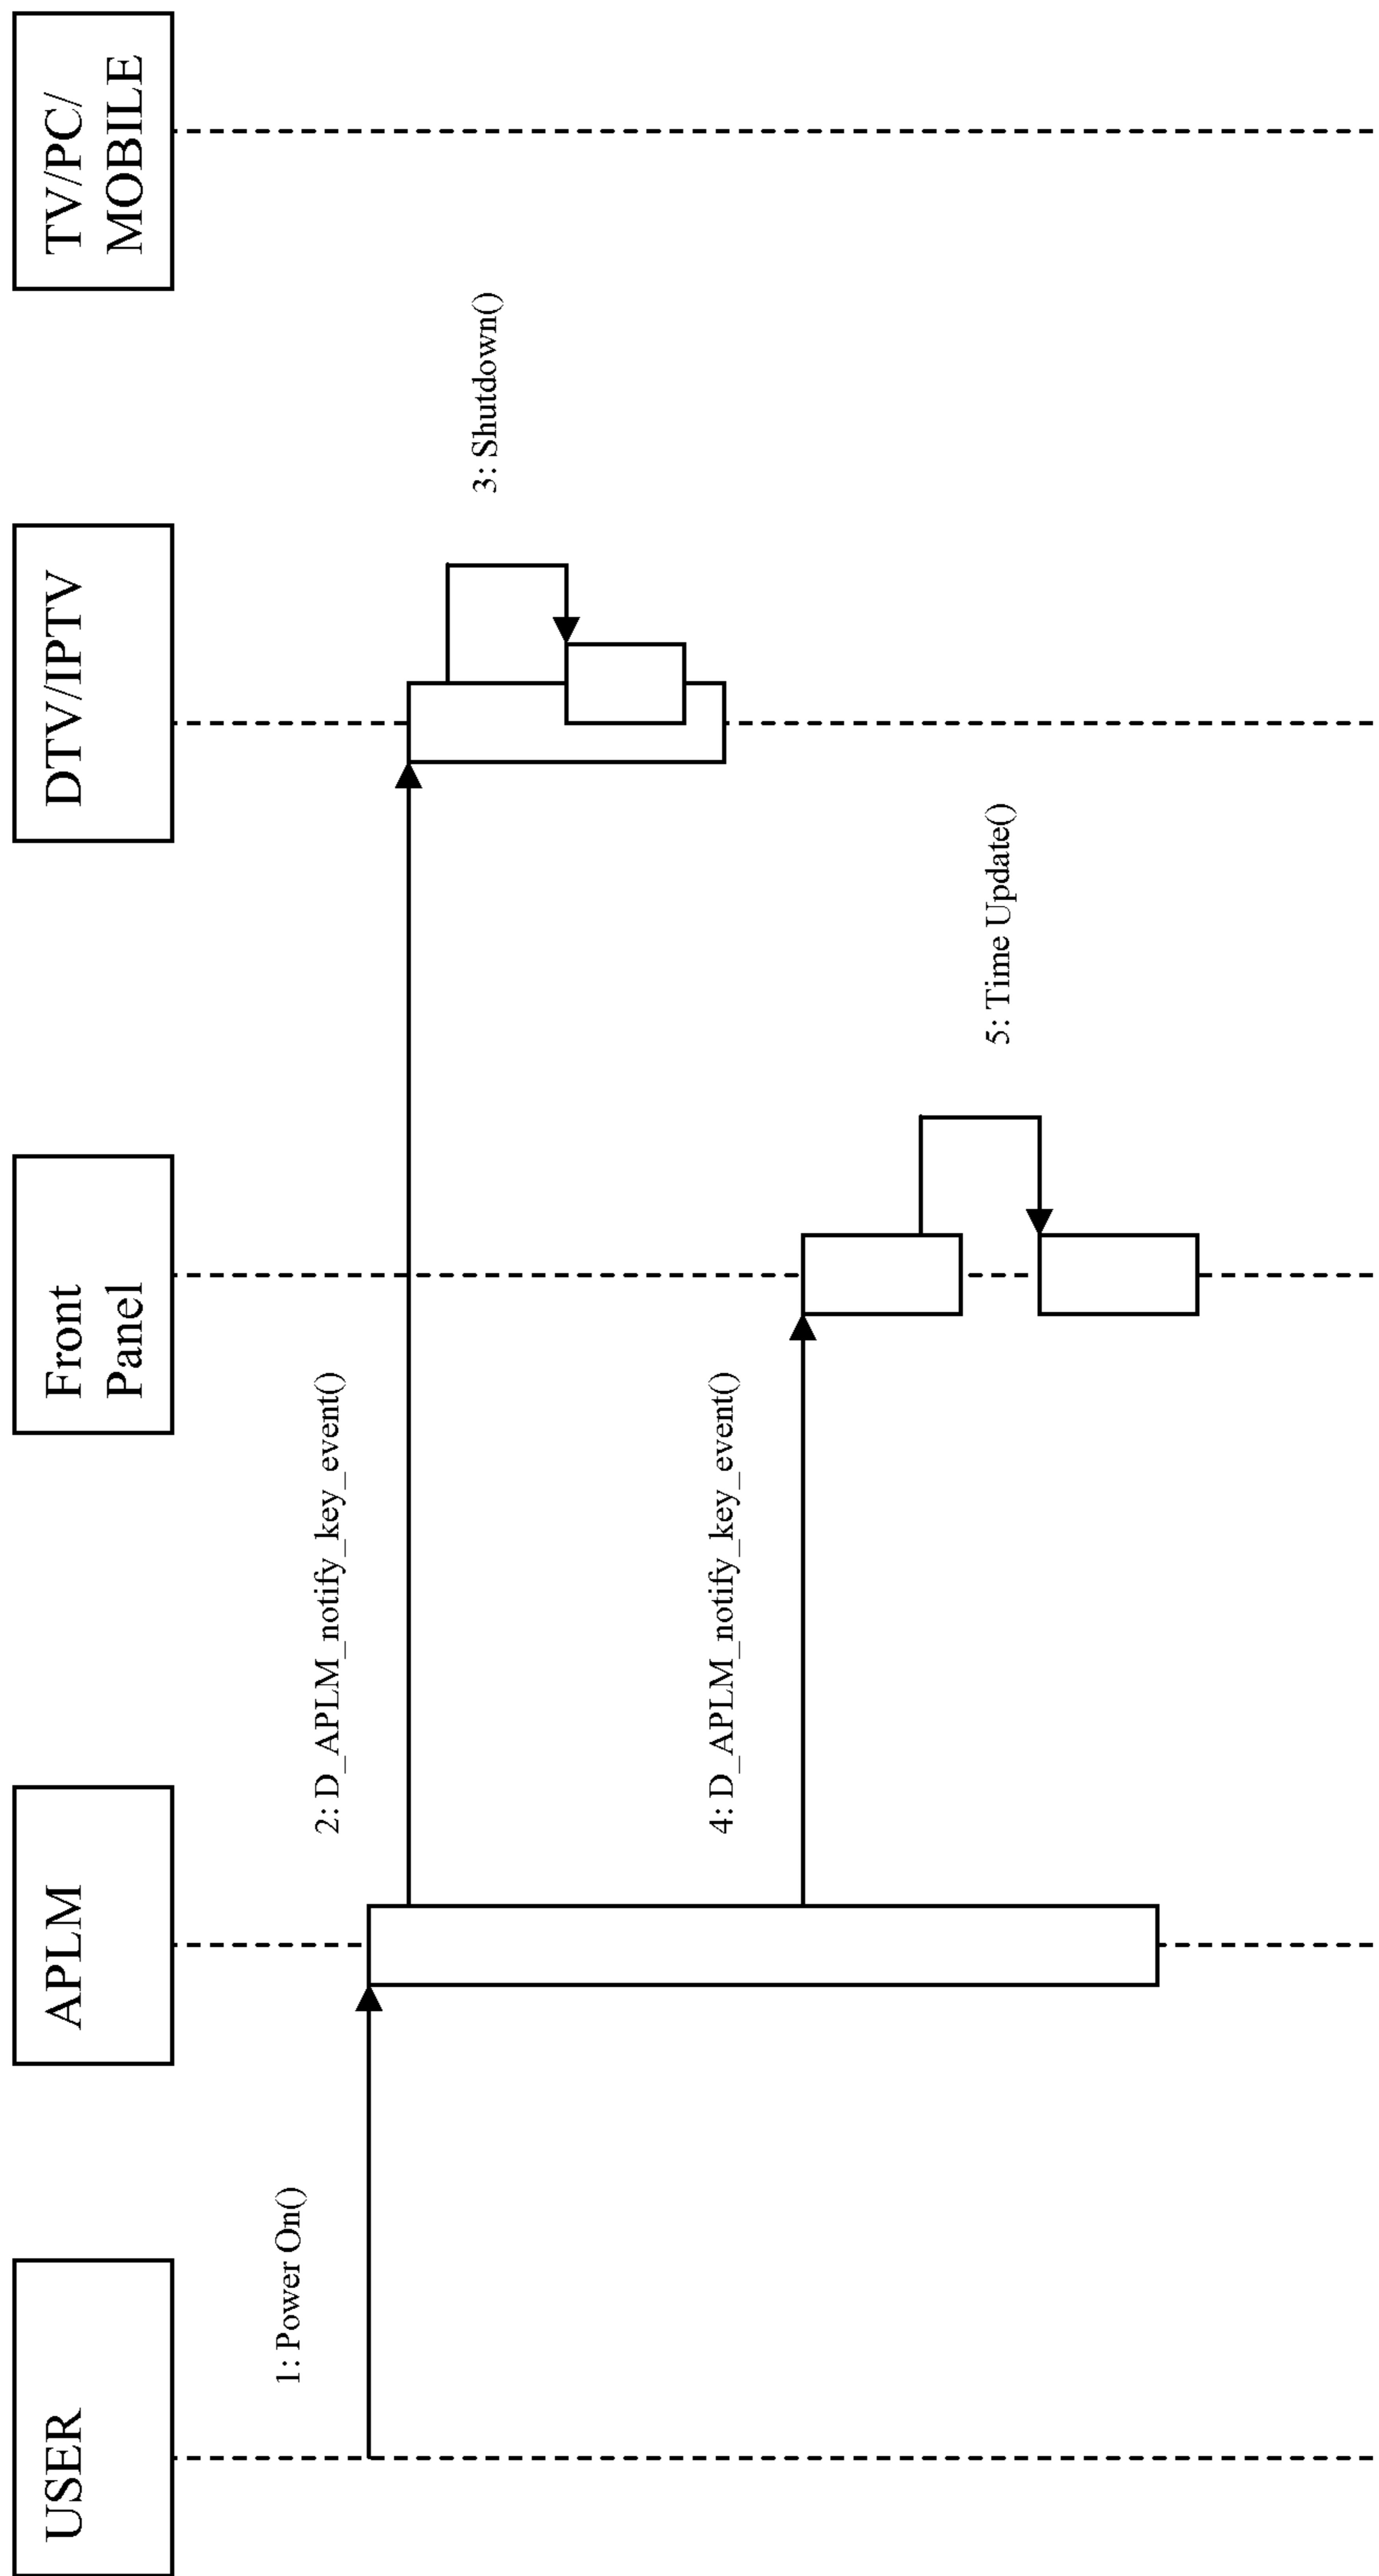 USER
APLM
Front
Panel
DTV/IPTV
TV/PC/
MOBILE
1: Power On()
2: D_APLM_notify_key_event()
3: Shutdown()
4: D_APLM_notify_key_event()
5: Time Update()